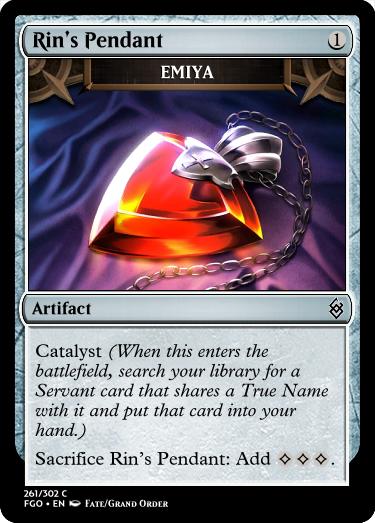 Rin's Pendant 1
EMIYA
Artifact
Catalyst (When this enters the
battlefield, search your library for a
Servant card that shares a True Name
with it and put that card into your
hand.)
Sacrifice Rin's Pendant: Add ◇◇◇.
261/302 C
FGO • EN Fate/Grand Order